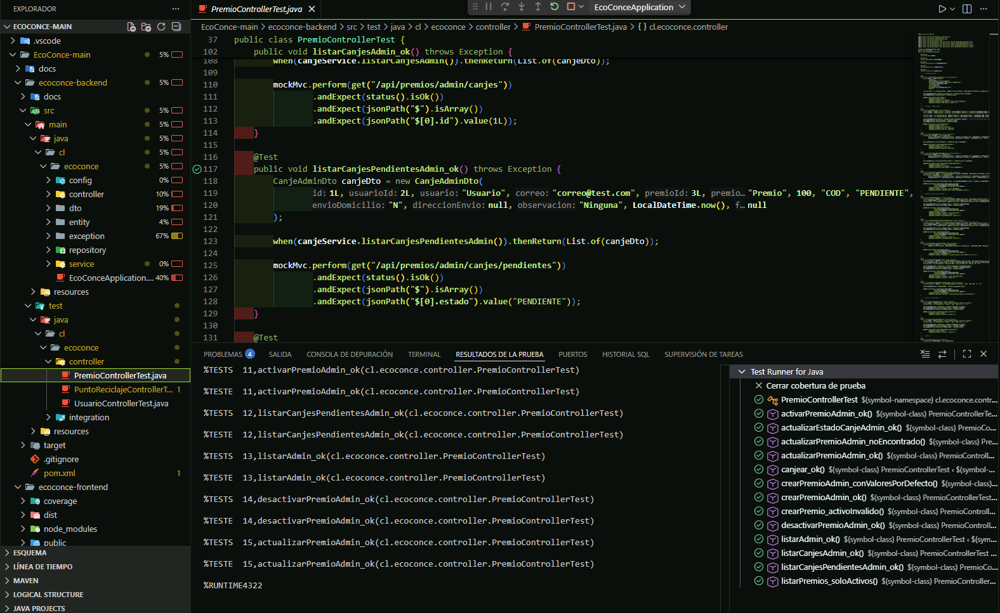 EXPLORADOR
ECOCONCE-MAIN
.vscode
EcoConce-main 5%
docs
ecoconce-backend 5%
docs
src 5%
main 5%
java 5%
cl 5%
ecoconce 5%
config 0%
controller 10%
dto 19%
entity 4%
exception 67%
repository
service 0%
EcoConceApplication.... 40%
resources
test
java
cl
ecoconce
controller
PremioControllerTest.java
PuntoReciclajeControllerT... 1
UsuarioControllerTest.java
integration
resources
target
.gitignore
pom.xml 1
ecoconce-frontend
coverage
dist
node_modules
public
ESQUEMA
LÍNEA DE TIEMPO
MAVEN
LOGICAL STRUCTURE
JAVA PROJECTS
PremioControllerTest.java
EcoConceApplication
EcoConce-main > ecoconce-backend > src > test > java > cl > ecoconce > controller > PremioControllerTest.java > {} cl.ecoconce.controller
37 public class PremioControllerTest {
102 public void listarCanjesAdmin_ok() throws Exception {
108 when(canjeService.listarCanjesAdmin()).thenReturn(List.of(canjeDto));
109
110 mockMvc.perform(get("/api/premios/admin/canjes"))
111 .andExpect(status().isOk())
112 .andExpect(jsonPath("$").isArray())
113 .andExpect(jsonPath("$[0].id").value(1L));
114 }
115
116 @Test
117 public void listarCanjesPendientesAdmin_ok() throws Exception {
118 CanjeAdminDto canjeDto = new CanjeAdminDto(
119 id: 1L, usuarioId: 2L, usuario: "Usuario", correo: "correo@test.com", premioId: 3L, premio... "Premio", 100, "COD", "PENDIENTE",
120 envioDomicilio: "N", direccionEnvio: null, observacion: "Ninguna", LocalDateTime.now(), f... null
121 );
122
123 when(canjeService.listarCanjesPendientesAdmin()).thenReturn(List.of(canjeDto));
124
125 mockMvc.perform(get("/api/premios/admin/canjes/pendientes"))
126 .andExpect(status().isOk())
127 .andExpect(jsonPath("$").isArray())
128 .andExpect(jsonPath("$[0].estado").value("PENDIENTE"));
129 }
130
131 @Test
PROBLEMAS 4 SALIDA CONSOLA DE DEPURACIÓN TERMINAL RESULTADOS DE LA PRUEBA PUERTOS HISTORIAL SQL SUPERVISIÓN DE TAREAS
%TESTS 11,activarPremioAdmin_ok(cl.ecoconce.controller.PremioControllerTest)
%TESTE 11,activarPremioAdmin_ok(cl.ecoconce.controller.PremioControllerTest)
%TESTS 12,listarCanjesPendientesAdmin_ok(cl.ecoconce.controller.PremioControllerTest)
%TESTE 12,listarCanjesPendientesAdmin_ok(cl.ecoconce.controller.PremioControllerTest)
%TESTS 13,listarAdmin_ok(cl.ecoconce.controller.PremioControllerTest)
%TESTE 13,listarAdmin_ok(cl.ecoconce.controller.PremioControllerTest)
%TESTS 14,desactivarPremioAdmin_ok(cl.ecoconce.controller.PremioControllerTest)
%TESTE 14,desactivarPremioAdmin_ok(cl.ecoconce.controller.PremioControllerTest)
%TESTS 15,actualizarPremioAdmin_ok(cl.ecoconce.controller.PremioControllerTest)
%TESTE 15,actualizarPremioAdmin_ok(cl.ecoconce.controller.PremioControllerTest)
%RUNTIME4322
Test Runner for Java
Cerrar cobertura de prueba
PremioControllerTest $(symbol-namespace) cl.ecoconce.contr...
activarPremioAdmin_ok() $(symbol-class) PremioControllerTe...
actualizarEstadoCanjeAdmin_ok() $(symbol-class) PremioCo...
actualizarPremioAdmin_noEncontrado() $(symbol-class) Pre...
actualizarPremioAdmin_ok() $(symbol-class) PremioControll...
canjear_ok() $(symbol-class) PremioControllerTest < $(symbol-...
crearPremioAdmin_conValoresPorDefecto() $(symbol-class)...
crearPremioAdmin_ok() $(symbol-class) PremioControllerTest...
crearPremio_activoInvalido() $(symbol-class) PremioControll...
desactivarPremioAdmin_ok() $(symbol-class) PremioControll...
listarAdmin_ok() $(symbol-class) PremioControllerTest < $(sym...
listarCanjesAdmin_ok() $(symbol-class) PremioControllerTest ...
listarCanjesPendientesAdmin_ok() $(symbol-class) PremioCo...
listarPremios_soloActivos() $(symbol-class) PremioController...